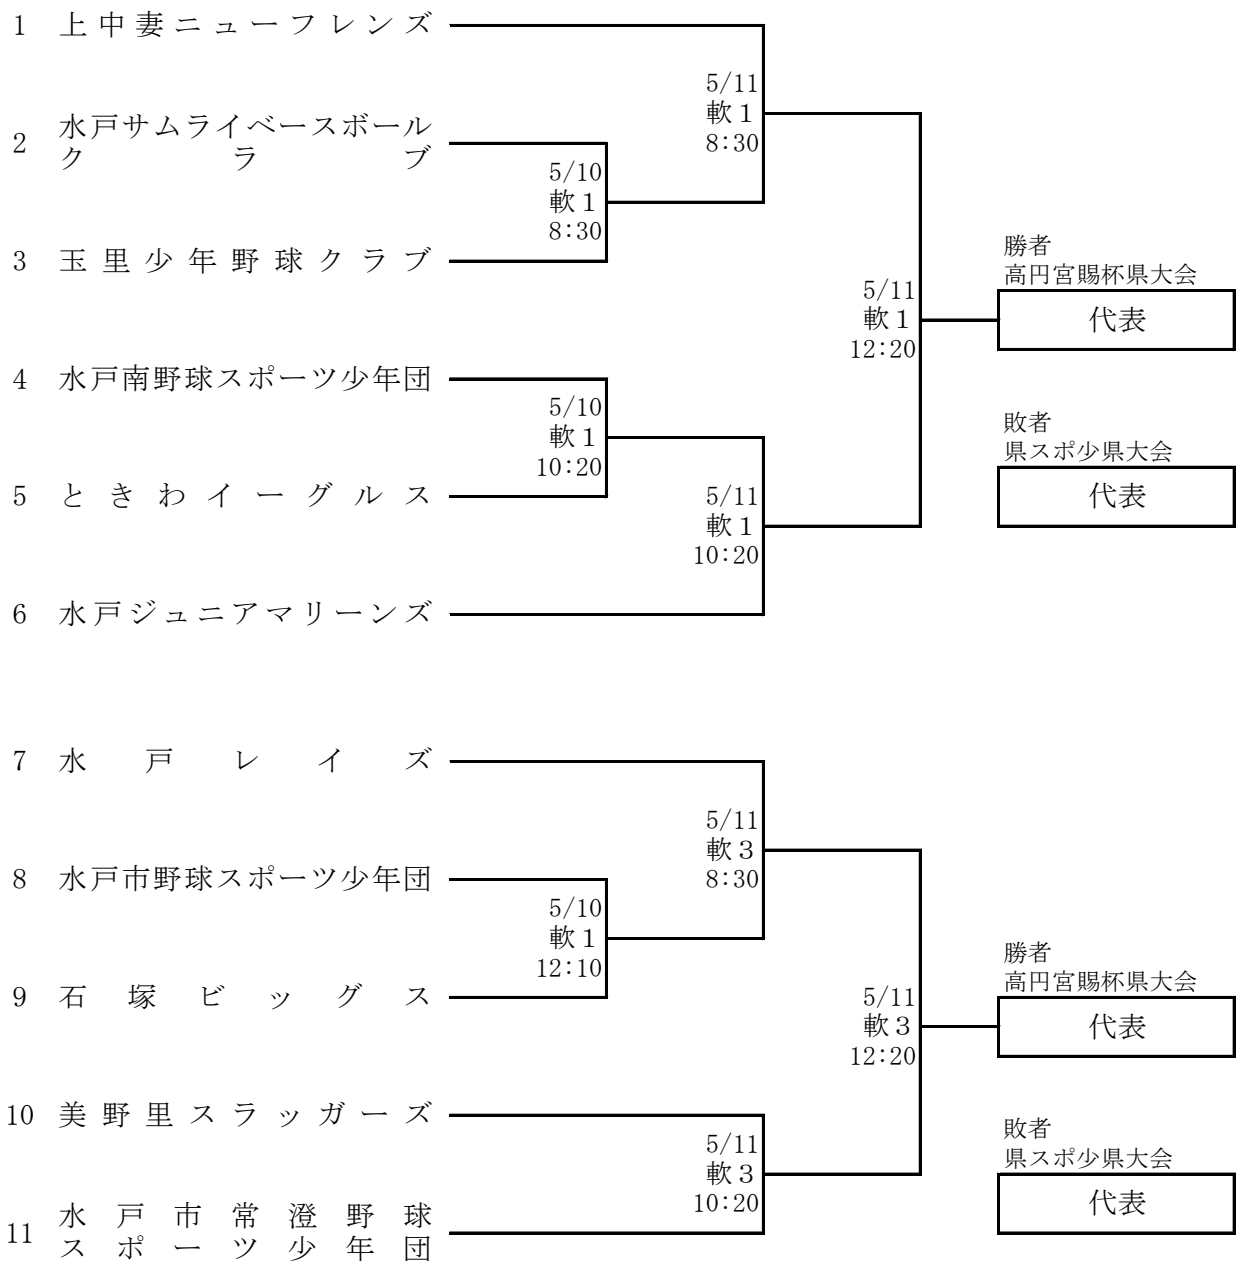 1 上中妻ニューフレンズ
5/11
軟１
8:30
2 水戸サムライベースボール
クラブ
5/10
軟１
8:30
3 玉里少年野球クラブ
勝者
高円宮賜杯県大会
代表
5/11
軟１
12:20
4 水戸南野球スポーツ少年団
5/10
軟１
10:20
敗者
県スポ少県大会
代表
5 ときわイーグルス
5/11
軟１
10:20
6 水戸ジュニアマリーンズ
7 水戸レイズ
5/11
軟３
8:30
8 水戸市野球スポーツ少年団
5/10
軟１
12:10
9 石塚ビッグス
勝者
高円宮賜杯県大会
代表
5/11
軟３
12:20
10 美野里スラッガーズ
5/11
軟３
10:20
敗者
県スポ少県大会
代表
11 水戸市常澄野球
スポーツ少年団